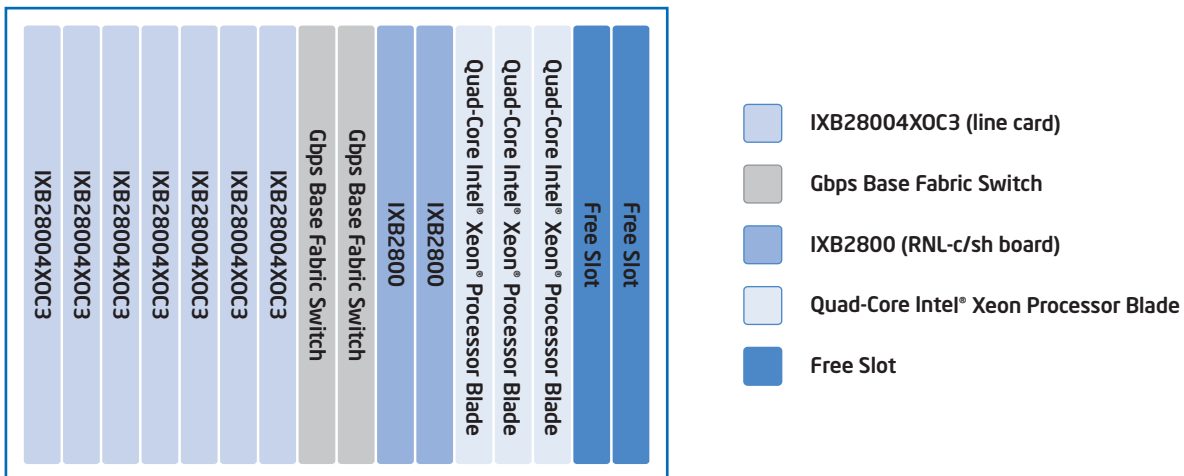 IXB28004XOC3
IXB28004XOC3
IXB28004XOC3
IXB28004XOC3
IXB28004XOC3
IXB28004XOC3
IXB28004XOC3
Gbps Base Fabric Switch
Gbps Base Fabric Switch
IXB2800
IXB2800
Quad-Core Intel® Xeon® Processor Blade
Quad-Core Intel® Xeon® Processor Blade
Quad-Core Intel® Xeon® Processor Blade
Free Slot
Free Slot
IXB28004XOC3 (line card)
Gbps Base Fabric Switch
IXB2800 (RNL-c/sh board)
Quad-Core Intel® Xeon Processor Blade
Free Slot